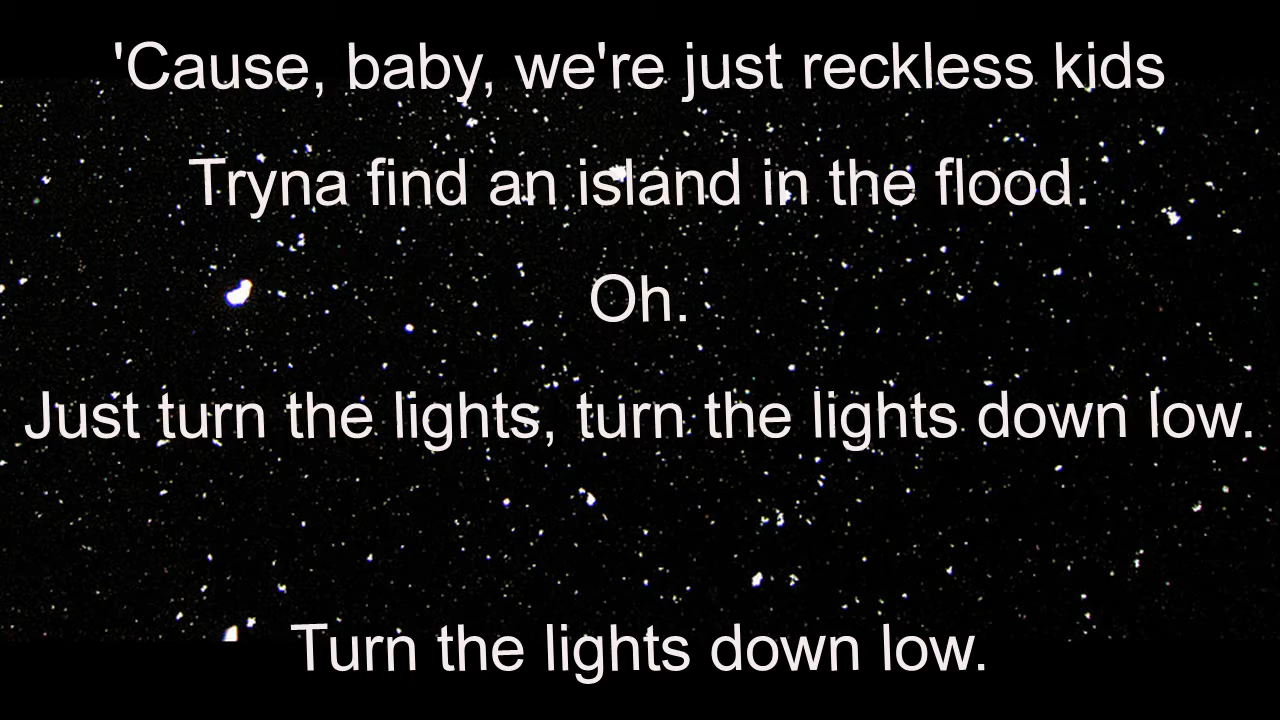 'Cause, baby, we're just reckless kids
Tryna find an island in the flood.
Oh.
Just turn the lights, turn the lights down low.
Turn the lights down low.